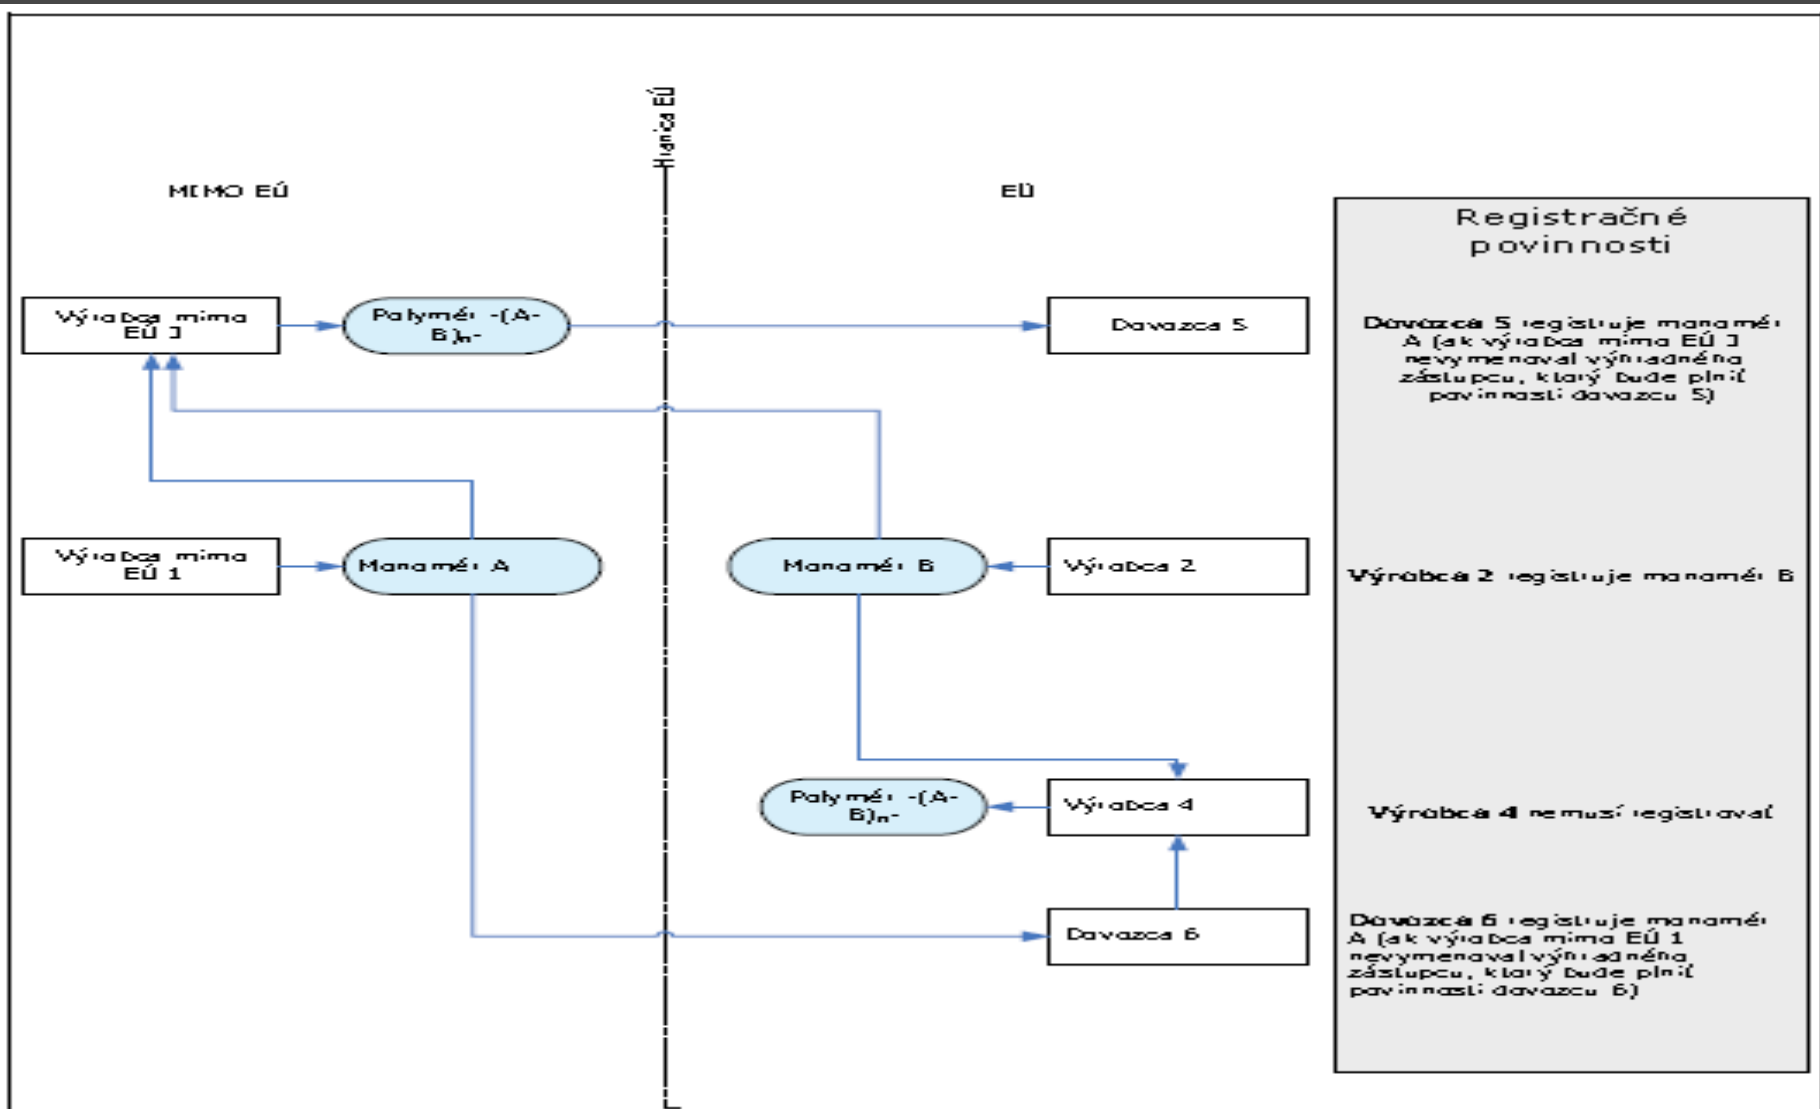 Hranica EÚ
MIMO EÚ
EÚ
Registračné
povinnosti
Výrobca mimo
EÚ 3
Polymér -(A-
B)n-
Dovozca 5
Dovozca 5 registruje monomér
A (ak výrobca mimo EÚ 3
nevymenoval výhradného
zástupcu, ktorý bude plniť
povinnosti dovozcu 5)
Výrobca mimo
EÚ 1
Monomér A
Monomér B
Výrobca 2
Výrobca 2 registruje monomér B
Polymér -(A-
B)n-
Výrobca 4
Výrobca 4 nemusí registrovať
Dovozca 6
Dovozca 6 registruje monomér
A (ak výrobca mimo EÚ 1
nevymenoval výhradného
zástupcu, ktorý bude plniť
povinnosti dovozcu 6)